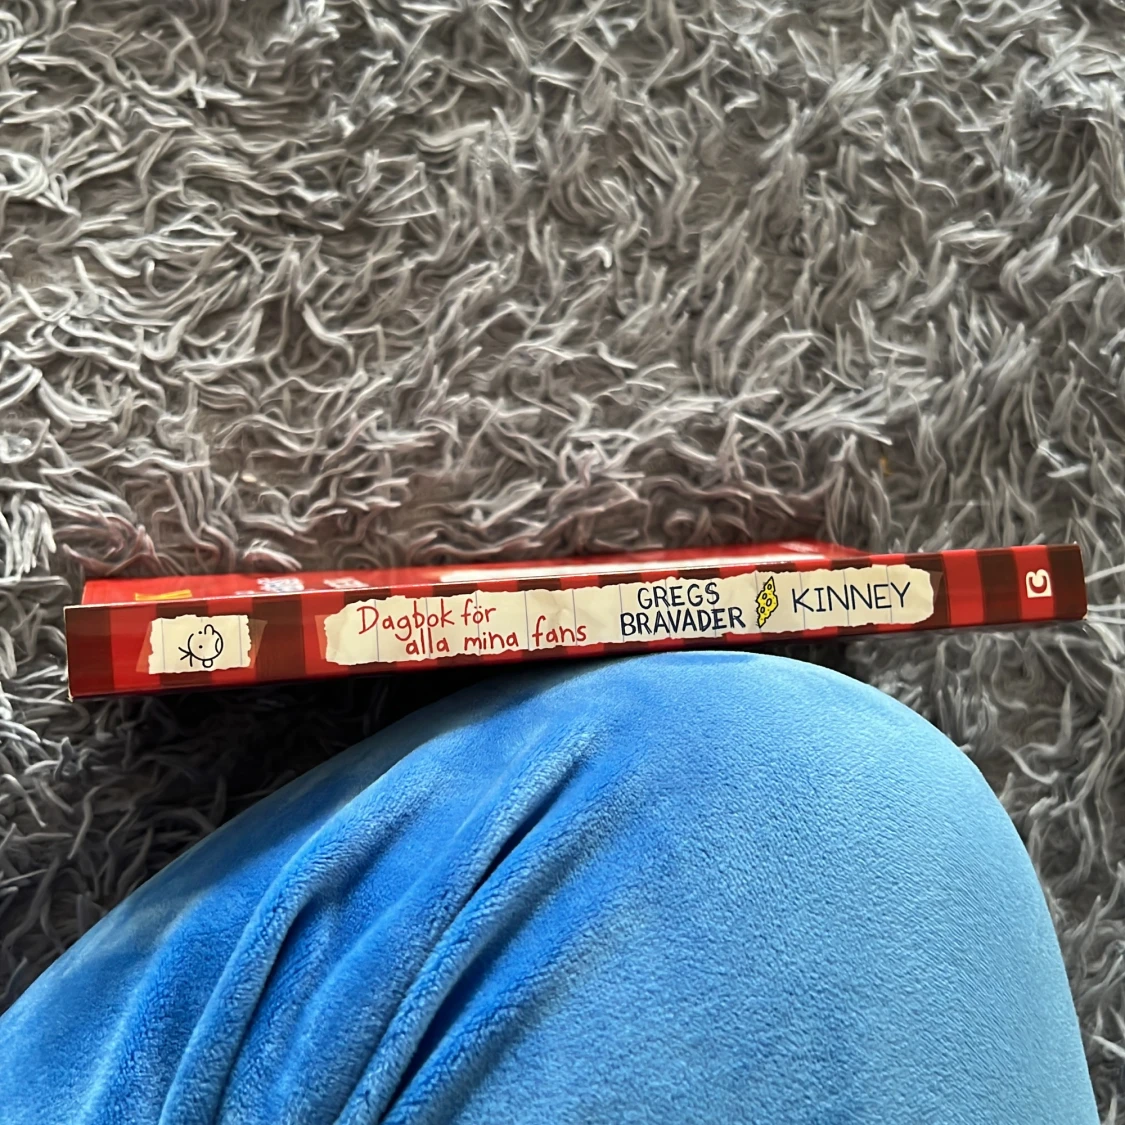 Dagbok för
alla mina fans
GREGS
BRAVADER
KINNEY